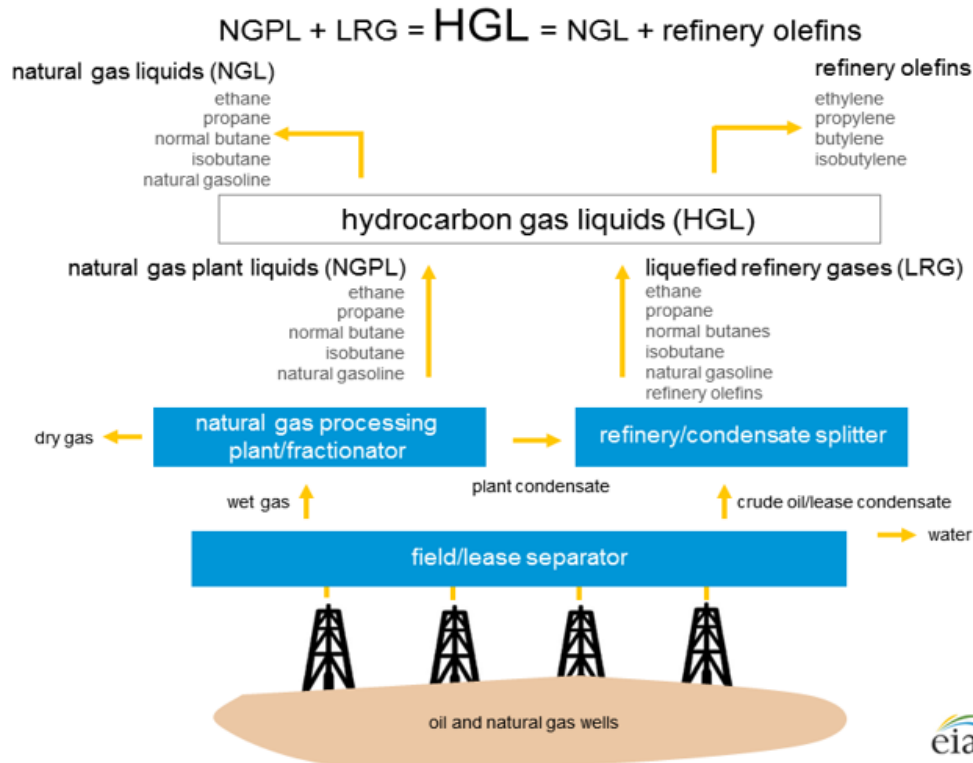 NGPL + LRG = HGL = NGL + refinery olefins
natural gas liquids (NGL)
ethane
propane
normal butane
isobutane
natural gasoline
refinery olefins
ethylene
propylene
butylene
isobutylene
hydrocarbon gas liquids (HGL)
natural gas plant liquids (NGPL)
ethane
propane
normal butane
isobutane
natural gasoline
liquefied refinery gases (LRG)
ethane
propane
normal butanes
isobutane
natural gasoline
refinery olefins
dry gas
natural gas processing
plant/fractionator
refinery/condensate splitter
plant condensate
wet gas
crude oil/lease condensate
field/lease separator
water
oil and natural gas wells
eia